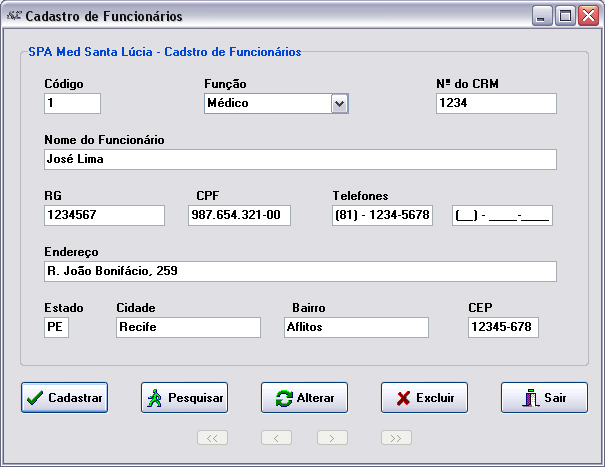 Cadastro de Funcionários
SPA Med Santa Lúcia - Cadstro de Funcionários
Código Função Nº do CRM
1 Médico 1234
Nome do Funcionário
José Lima
RG CPF Telefones
1234567 987.654.321-00 (81) - 1234-5678 (__) - ____-____
Endereço
R. João Bonifácio, 259
Estado Cidade Bairro CEP
PE Recife Aflitos 12345-678
Cadastrar Pesquisar Alterar Excluir Sair
<< < > >>